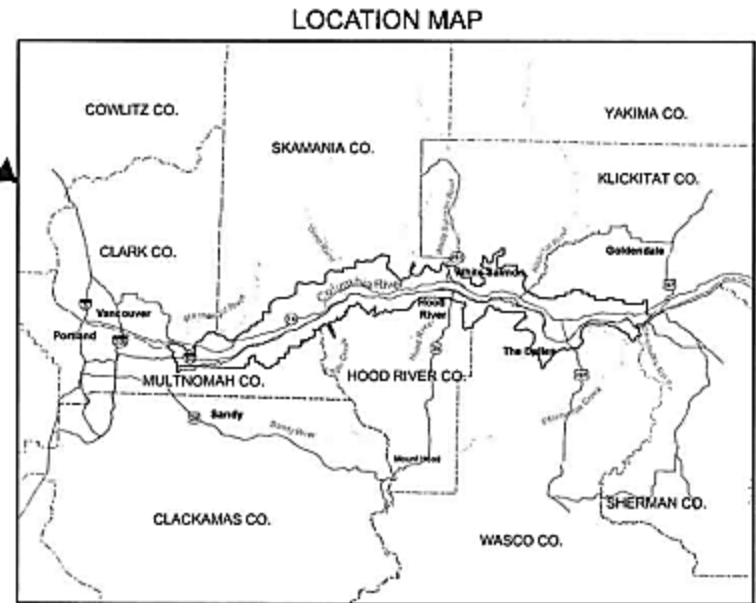 LOCATION MAP
COWLITZ CO.
YAKIMA CO.
SKAMANIA CO.
KLICKITAT CO.
CLARK CO.
Goldendale
White Salmon
Columbia River
Vancouver
Hood
River
14
Portland
The Dalles
MULTNOMAH CO.
HOOD RIVER CO.
Sandy
Sandy River
Mount Hood
SHERMAN CO.
CLACKAMAS CO.
WASCO CO.